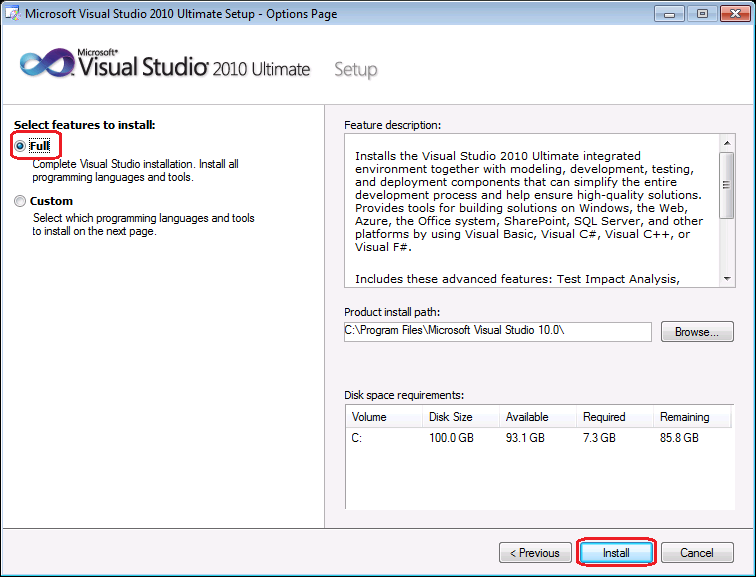 Microsoft Visual Studio 2010 Ultimate Setup - Options Page
Microsoft®
Visual Studio® 2010 Ultimate Setup
Select features to install:
Full
Complete Visual Studio installation. Install all
programming languages and tools.
Custom
Select which programming languages and tools
to install on the next page.
Feature description:
Installs the Visual Studio 2010 Ultimate integrated
environment together with modeling, development, testing,
and deployment components that can simplify the entire
development process and help ensure high-quality solutions.
Provides tools for building solutions on Windows, the Web,
Azure, the Office system, SharePoint, SQL Server, and other
platforms by using Visual Basic, Visual C#, Visual C++, or
Visual F#.
Includes these advanced features: Test Impact Analysis,
Product install path:
C:\Program Files\Microsoft Visual Studio 10.0\
Browse...
Disk space requirements:
Volume Disk Size Available Required Remaining
C: 100.0 GB 93.1 GB 7.3 GB 85.8 GB
< Previous Install Cancel